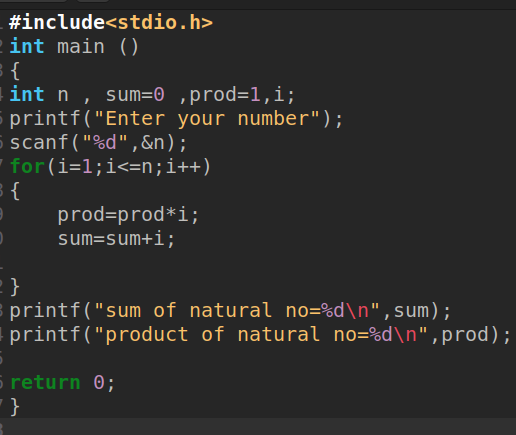 #include<stdio.h>
int main ()
{
int n , sum=0 ,prod=1,i;
printf("Enter your number");
scanf("%d",&n);
for(i=1;i<=n;i++)
{
    prod=prod*i;
    sum=sum+i;
}
printf("sum of natural no=%d\n",sum);
printf("product of natural no=%d\n",prod);
return 0;
}